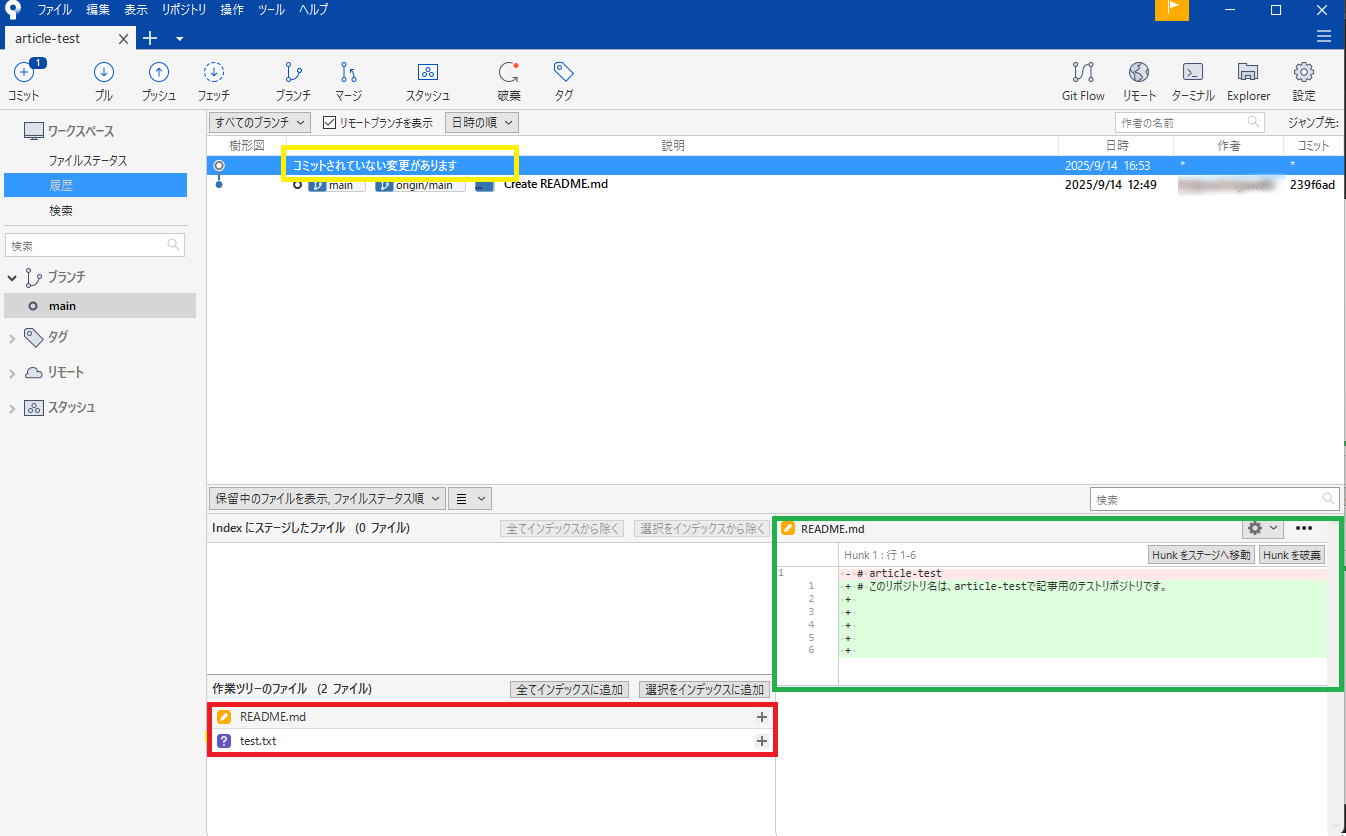 ファイル 編集 表示 リポジトリ 操作 ツール ヘルプ
article-test
1
コミット プル プッシュ フェッチ ブランチ マージ スタッシュ 破棄 タグ Git Flow リモート ターミナル Explorer 設定
ワークスペース
ファイルステータス
履歴
検索
検索
ブランチ
main
タグ
リモート
スタッシュ
すべてのブランチ リモートブランチを表示 日時の順 作者の名前 ジャンプ先:
樹形図 説明 日時 作者 コミット
コミットされていない変更があります 2025/9/14 16:53 * *
main origin/main ... Create README.md 2025/9/14 12:49 239f6ad
保留中のファイルを表示, ファイルステータス順 検索
Index にステージしたファイル (0 ファイル) 全てインデックスから除く 選択をインデックスから除く
作業ツリーのファイル (2 ファイル) 全てインデックスに追加 選択をインデックスに追加
README.md
test.txt
README.md
Hunk 1 : 行 1-6 Hunk をステージへ移動 Hunk を破棄
1 - # article-test
1 + # このリポジトリ名は、article-testで記事用のテストリポジトリです。
2 +
3 +
4 +
5 +
6 +